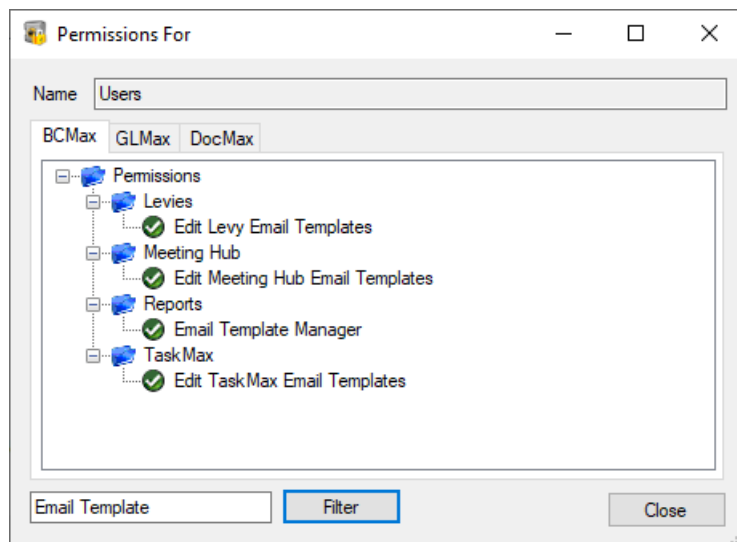 Permissions For
Name Users
BCMax GLMax DocMax
Permissions
Levies
Edit Levy Email Templates
Meeting Hub
Edit Meeting Hub Email Templates
Reports
Email Template Manager
TaskMax
Edit TaskMax Email Templates
Email Template Filter Close